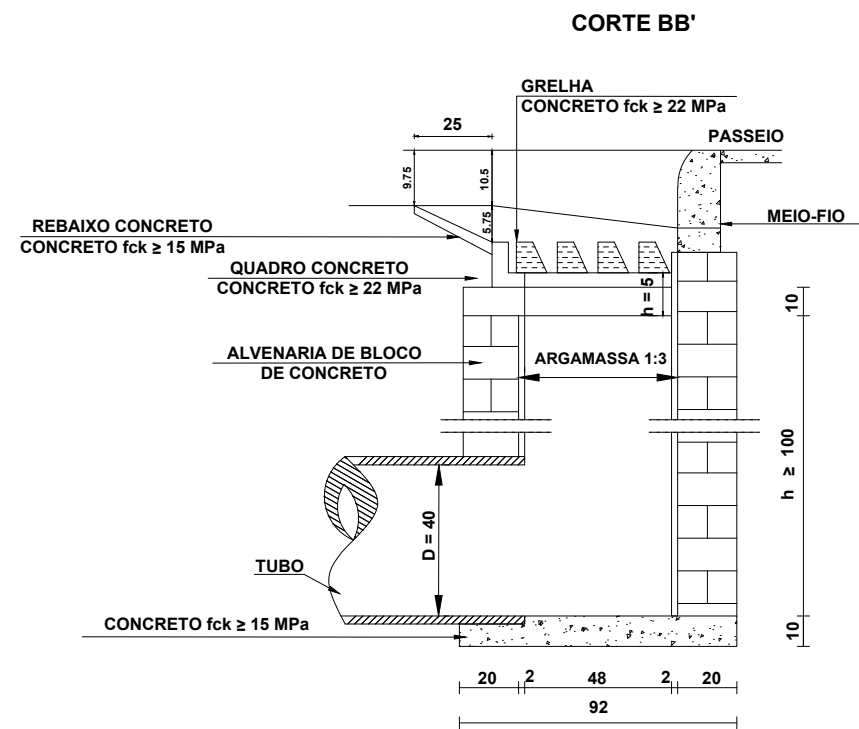 CORTE BB'
GRELHA
CONCRETO fck ≥ 22 MPa
25
PASSEIO
9.75
10.5
5.75
MEIO-FIO
REBAIXO CONCRETO
CONCRETO fck ≥ 15 MPa
QUADRO CONCRETO
CONCRETO fck ≥ 22 MPa
h = 5
10
ALVENARIA DE BLOCO
DE CONCRETO
ARGAMASSA 1:3
h ≥ 100
D = 40
TUBO
CONCRETO fck ≥ 15 MPa
10
20 2 48 2 20
92